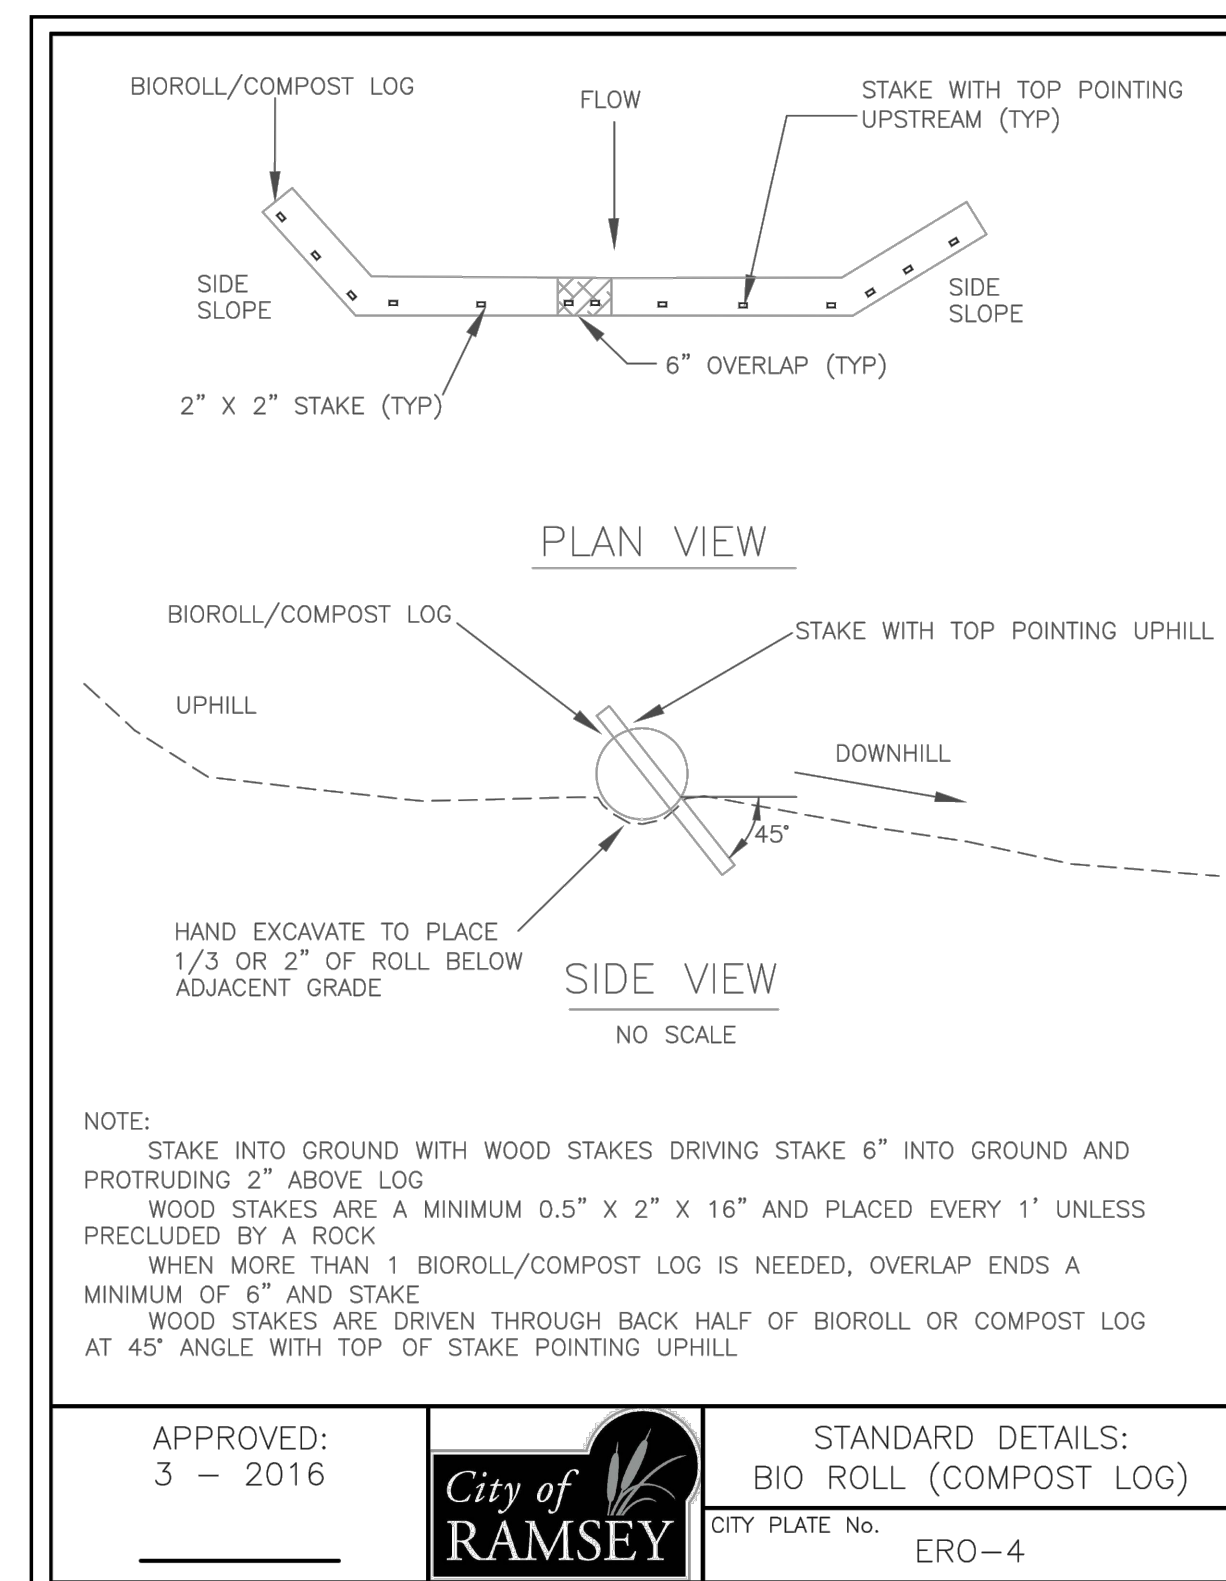 BIOROLL/COMPOST LOG
FLOW
STAKE WITH TOP POINTING
UPSTREAM (TYP)
SIDE
SLOPE
SIDE
SLOPE
6” OVERLAP (TYP)
2” X 2” STAKE (TYP)
PLAN VIEW
BIOROLL/COMPOST LOG
STAKE WITH TOP POINTING UPHILL
UPHILL
DOWNHILL
45°
HAND EXCAVATE TO PLACE
1/3 OR 2” OF ROLL BELOW
ADJACENT GRADE
SIDE VIEW
NO SCALE
NOTE:
STAKE INTO GROUND WITH WOOD STAKES DRIVING STAKE 6” INTO GROUND AND
PROTRUDING 2” ABOVE LOG
WOOD STAKES ARE A MINIMUM 0.5” X 2” X 16” AND PLACED EVERY 1’ UNLESS
PRECLUDED BY A ROCK
WHEN MORE THAN 1 BIOROLL/COMPOST LOG IS NEEDED, OVERLAP ENDS A
MINIMUM OF 6” AND STAKE
WOOD STAKES ARE DRIVEN THROUGH BACK HALF OF BIOROLL OR COMPOST LOG
AT 45° ANGLE WITH TOP OF STAKE POINTING UPHILL
APPROVED:
3 – 2016
City of
RAMSEY
STANDARD DETAILS:
BIO ROLL (COMPOST LOG)
CITY PLATE No.
ERO–4